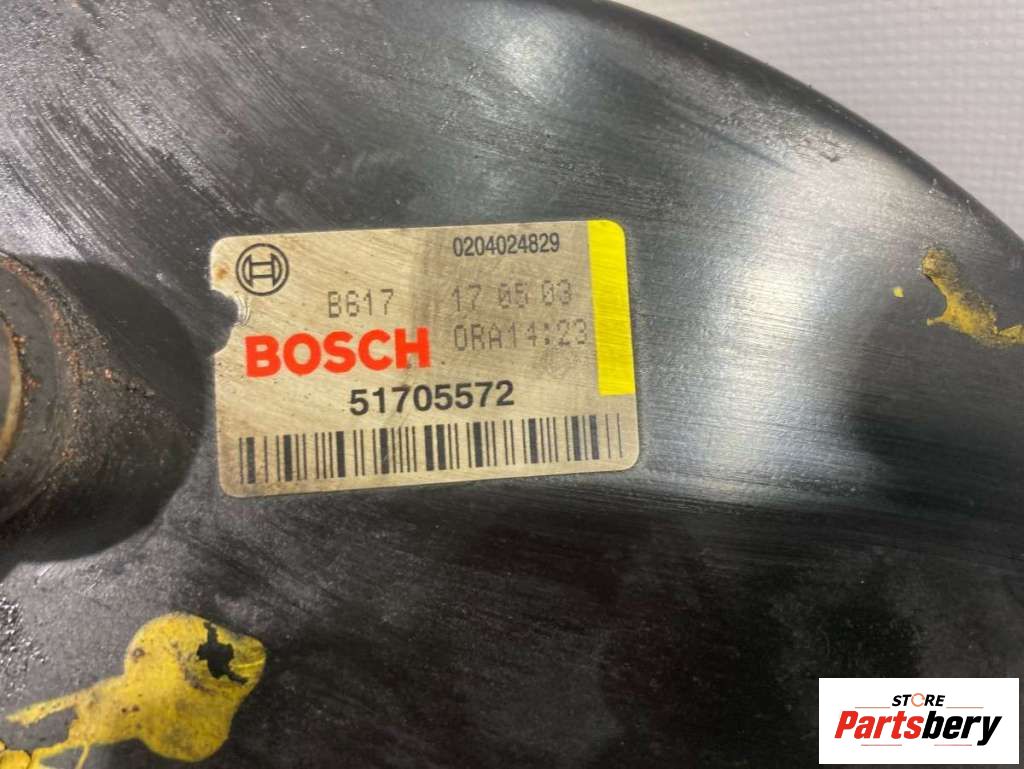 0204024829
B617 17 05 03
BOSCH ORA14:23
51705572
STORE
Partsbery